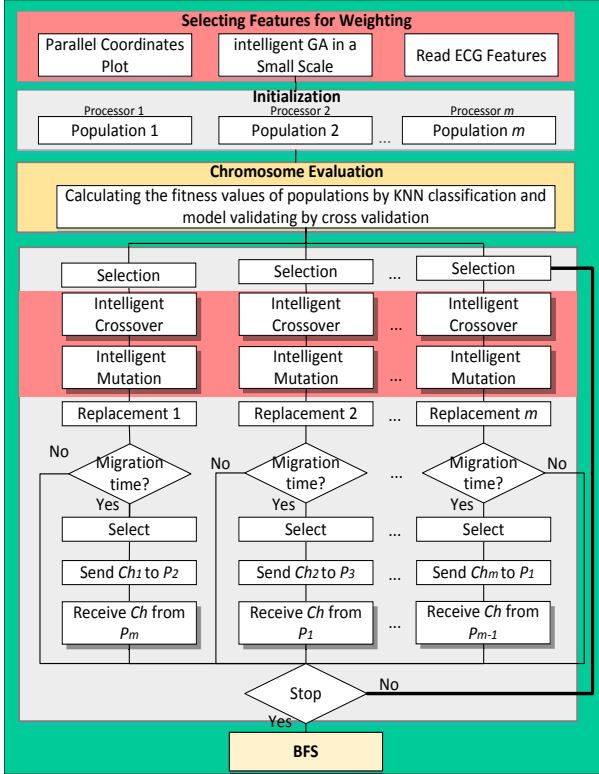 Selecting Features for Weighting
Parallel Coordinates
Plot
intelligent GA in a
Small Scale
Read ECG Features
Initialization
Processor 1
Processor 2
Processor m
Population 1
Population 2
...
Population m
Chromosome Evaluation
Calculating the fitness values of populations by KNN classification and
model validating by cross validation
Selection
Selection
...
Selection
Intelligent
Crossover
Intelligent
Crossover
...
Intelligent
Crossover
Intelligent
Mutation
Intelligent
Mutation
...
Intelligent
Mutation
Replacement 1
Replacement 2
...
Replacement m
No
Migration
time?
No
Migration
time?
...
Migration
time?
No
Yes
Yes
Yes
Select
Select
...
Select
Send Ch1 to P2
Send Ch2 to P3
...
Send Chm to P1
Receive Ch from
Pm
Receive Ch from
P1
...
Receive Ch from
Pm-1
Stop
No
Yes
BFS